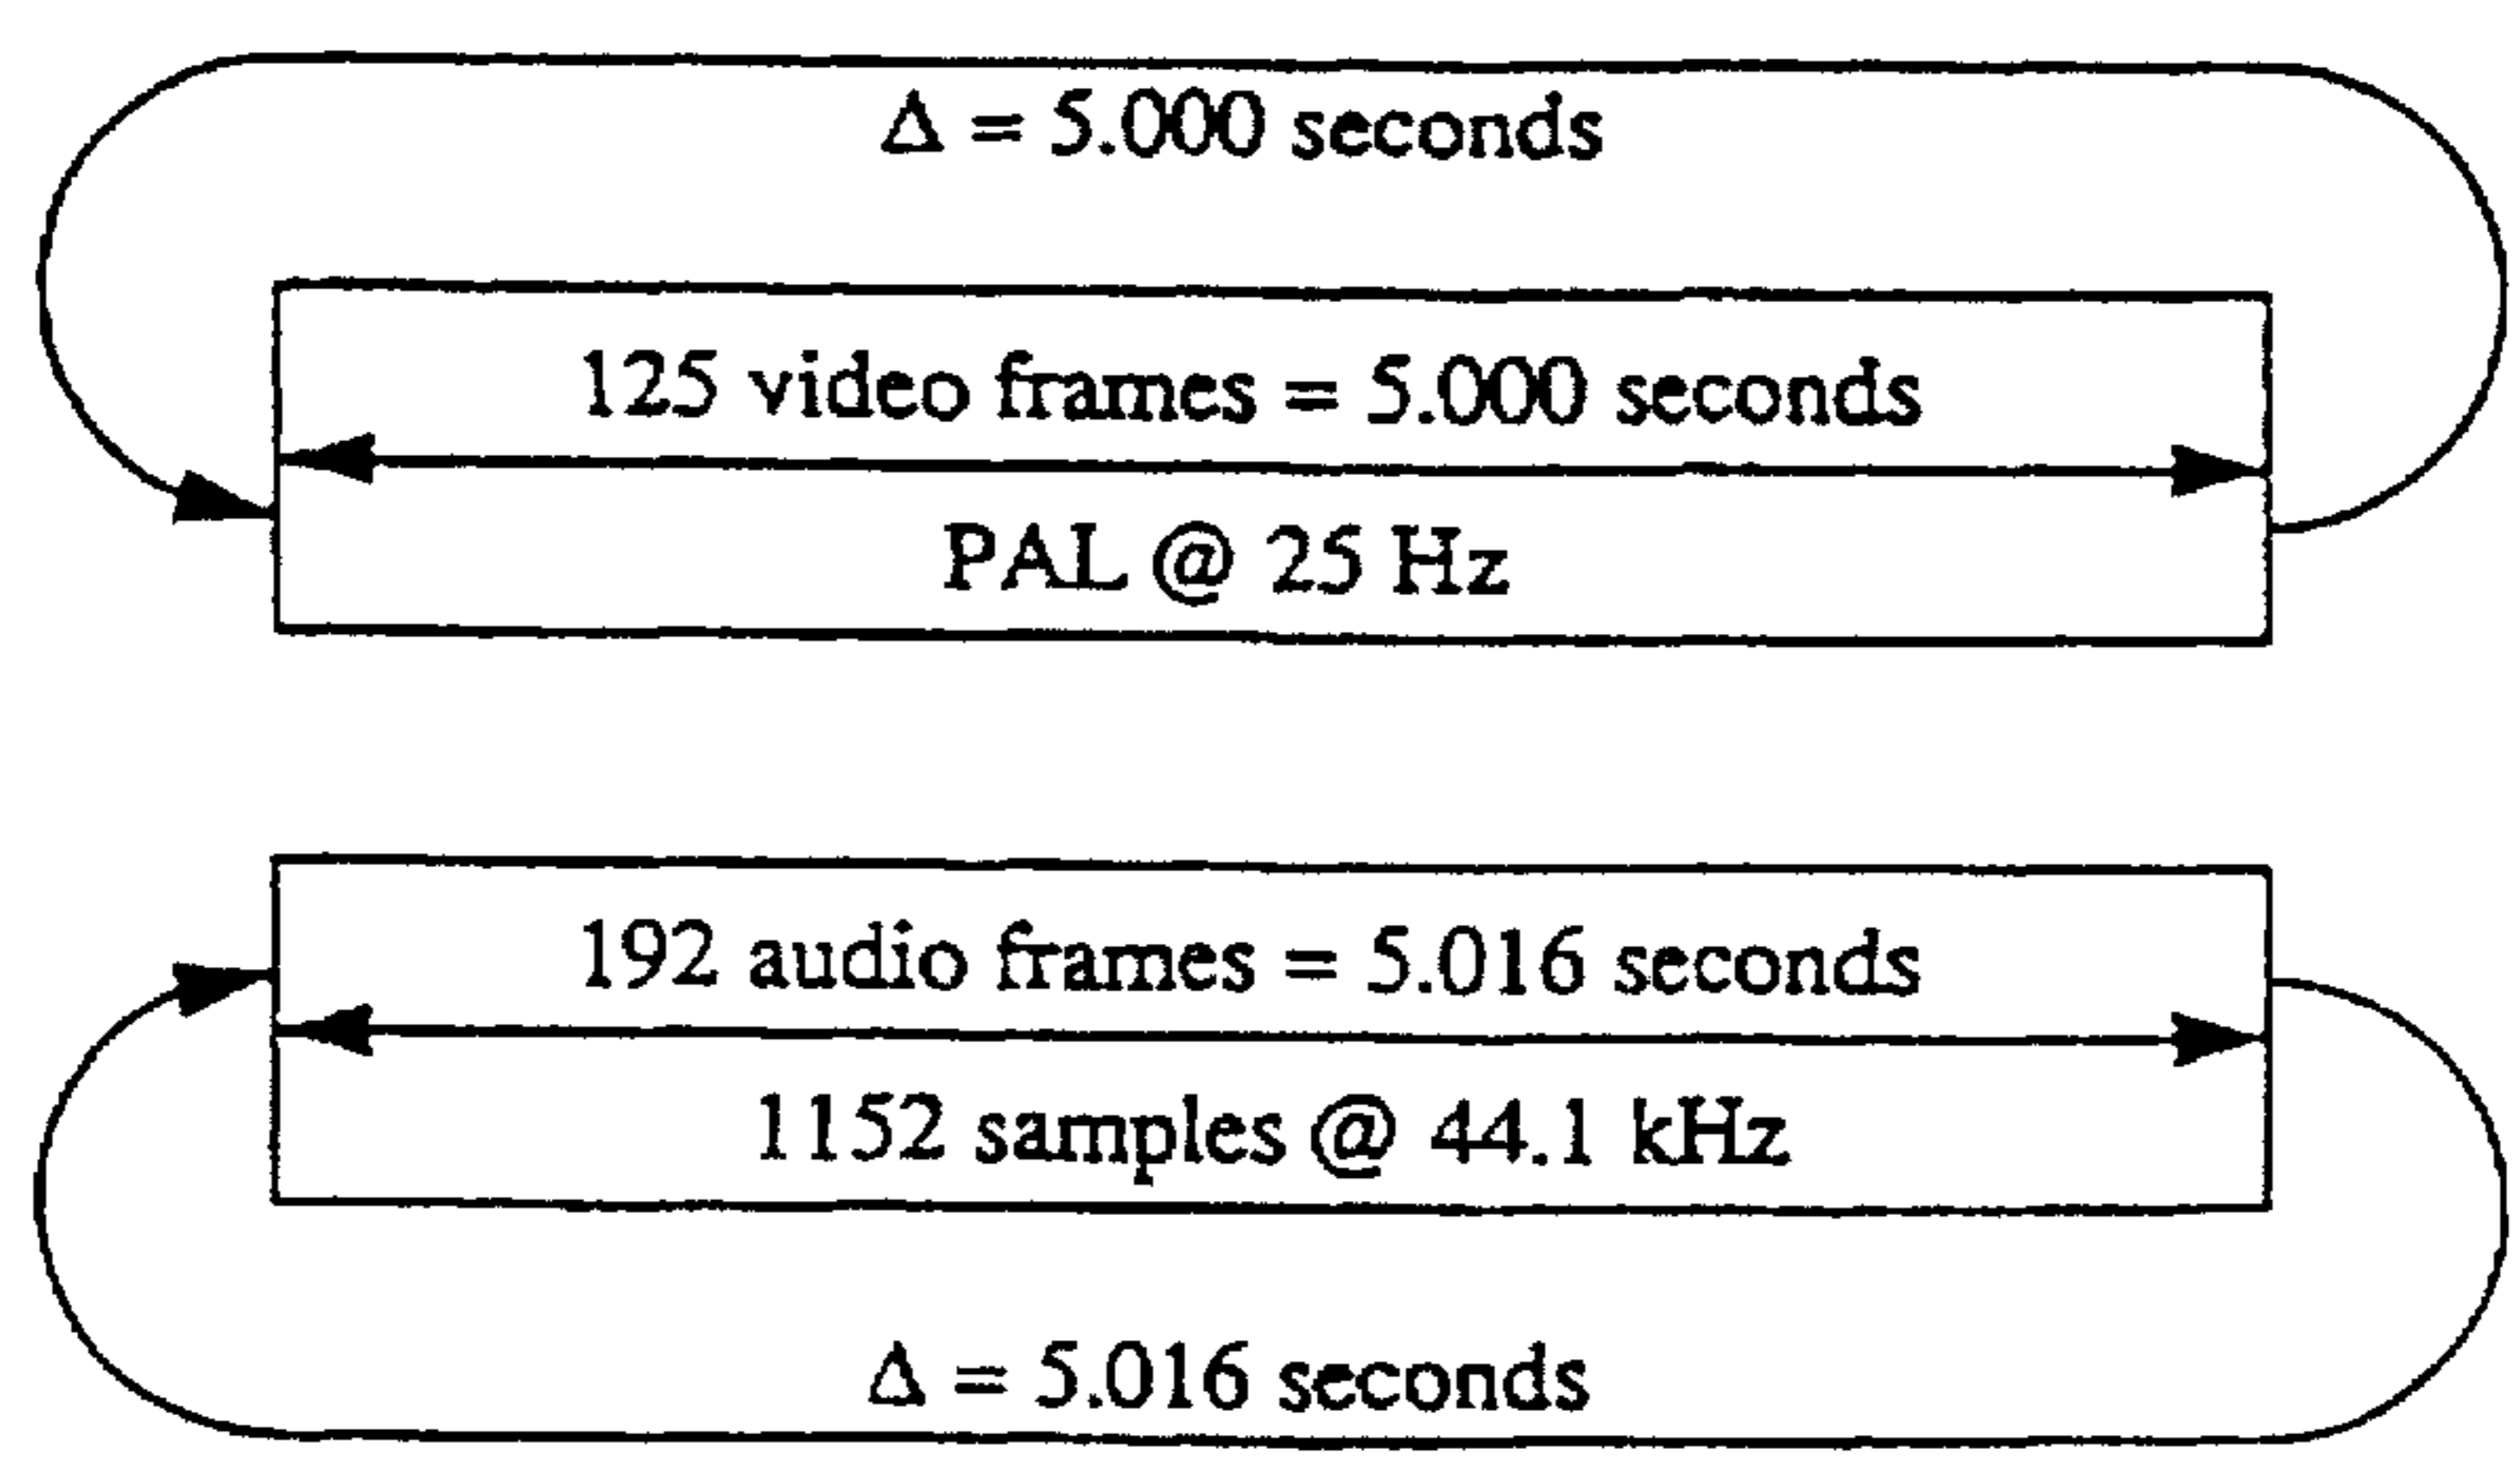 Δ = 5.000 seconds
125 video frames = 5.000 seconds
PAL @ 25 Hz
192 audio frames = 5.016 seconds
1152 samples @ 44.1 kHz
Δ = 5.016 seconds